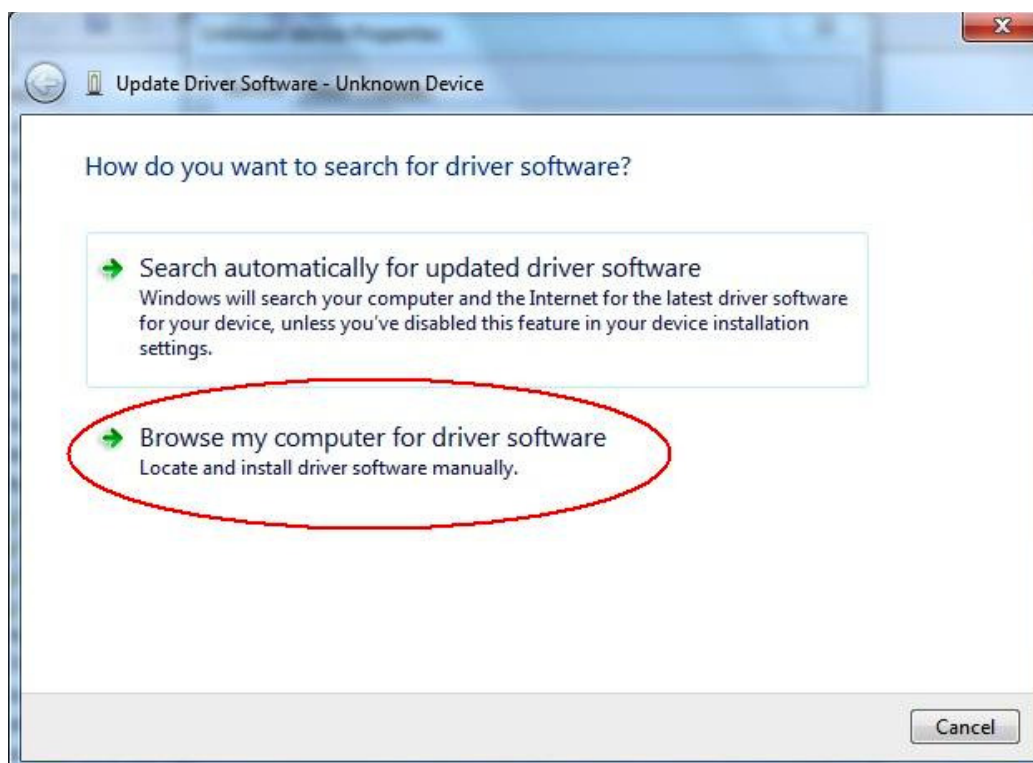 Update Driver Software - Unknown Device
How do you want to search for driver software?
Search automatically for updated driver software
Windows will search your computer and the Internet for the latest driver software
for your device, unless you've disabled this feature in your device installation
settings.
Browse my computer for driver software
Locate and install driver software manually.
Cancel